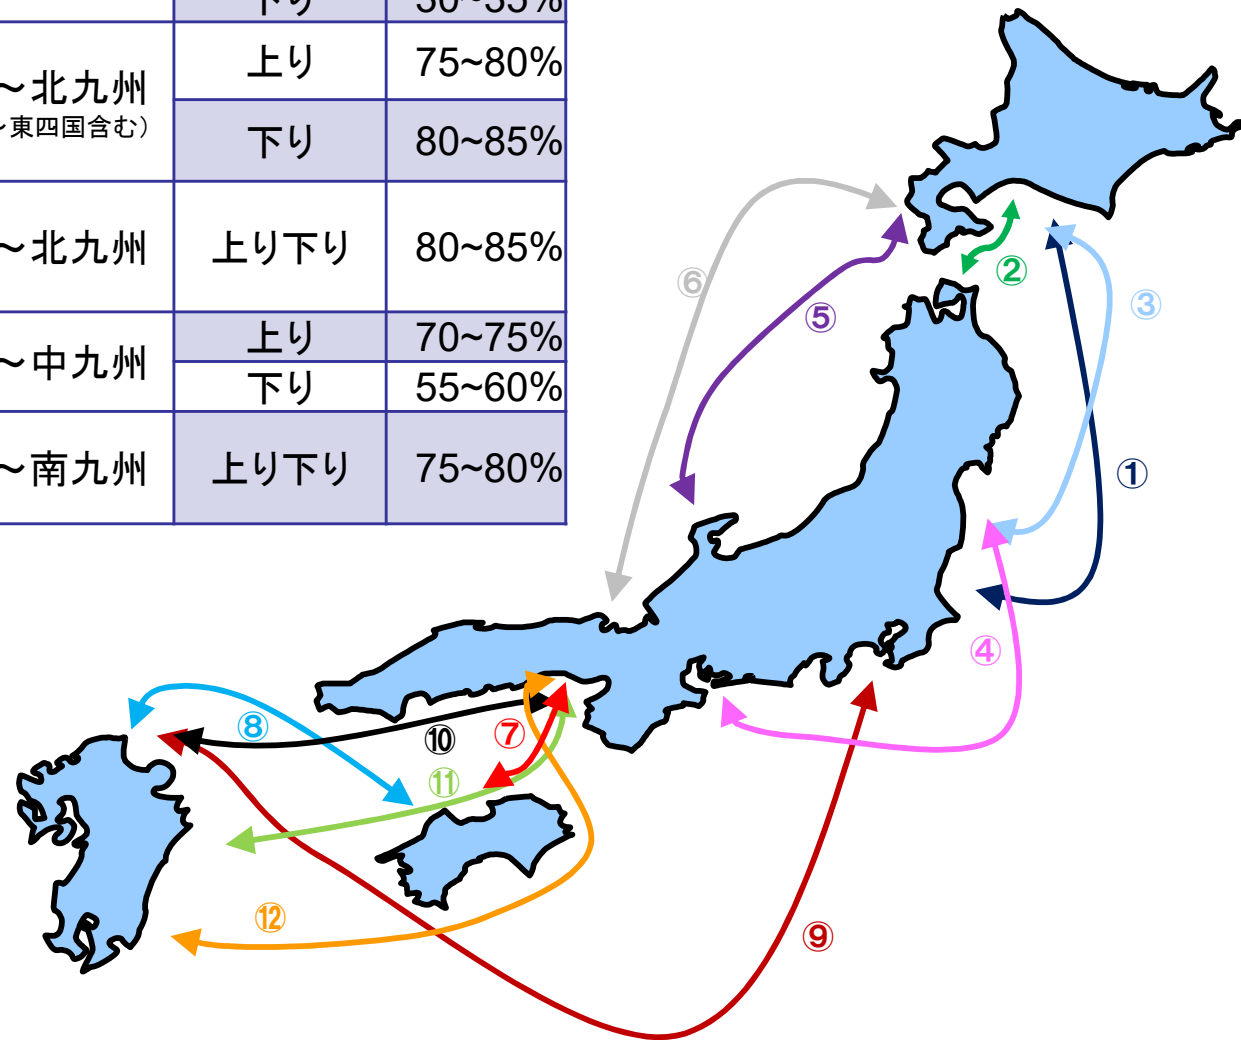 下り 30~35%
～北九州
～東四国含む）
上り 75~80%
下り 80~85%
～北九州 上り下り 80~85%
～中九州
上り 70~75%
下り 55~60%
～南九州 上り下り 75~80%
⑥
②
③
⑤
①
④
⑧
⑩
⑦
⑪
⑫
⑨